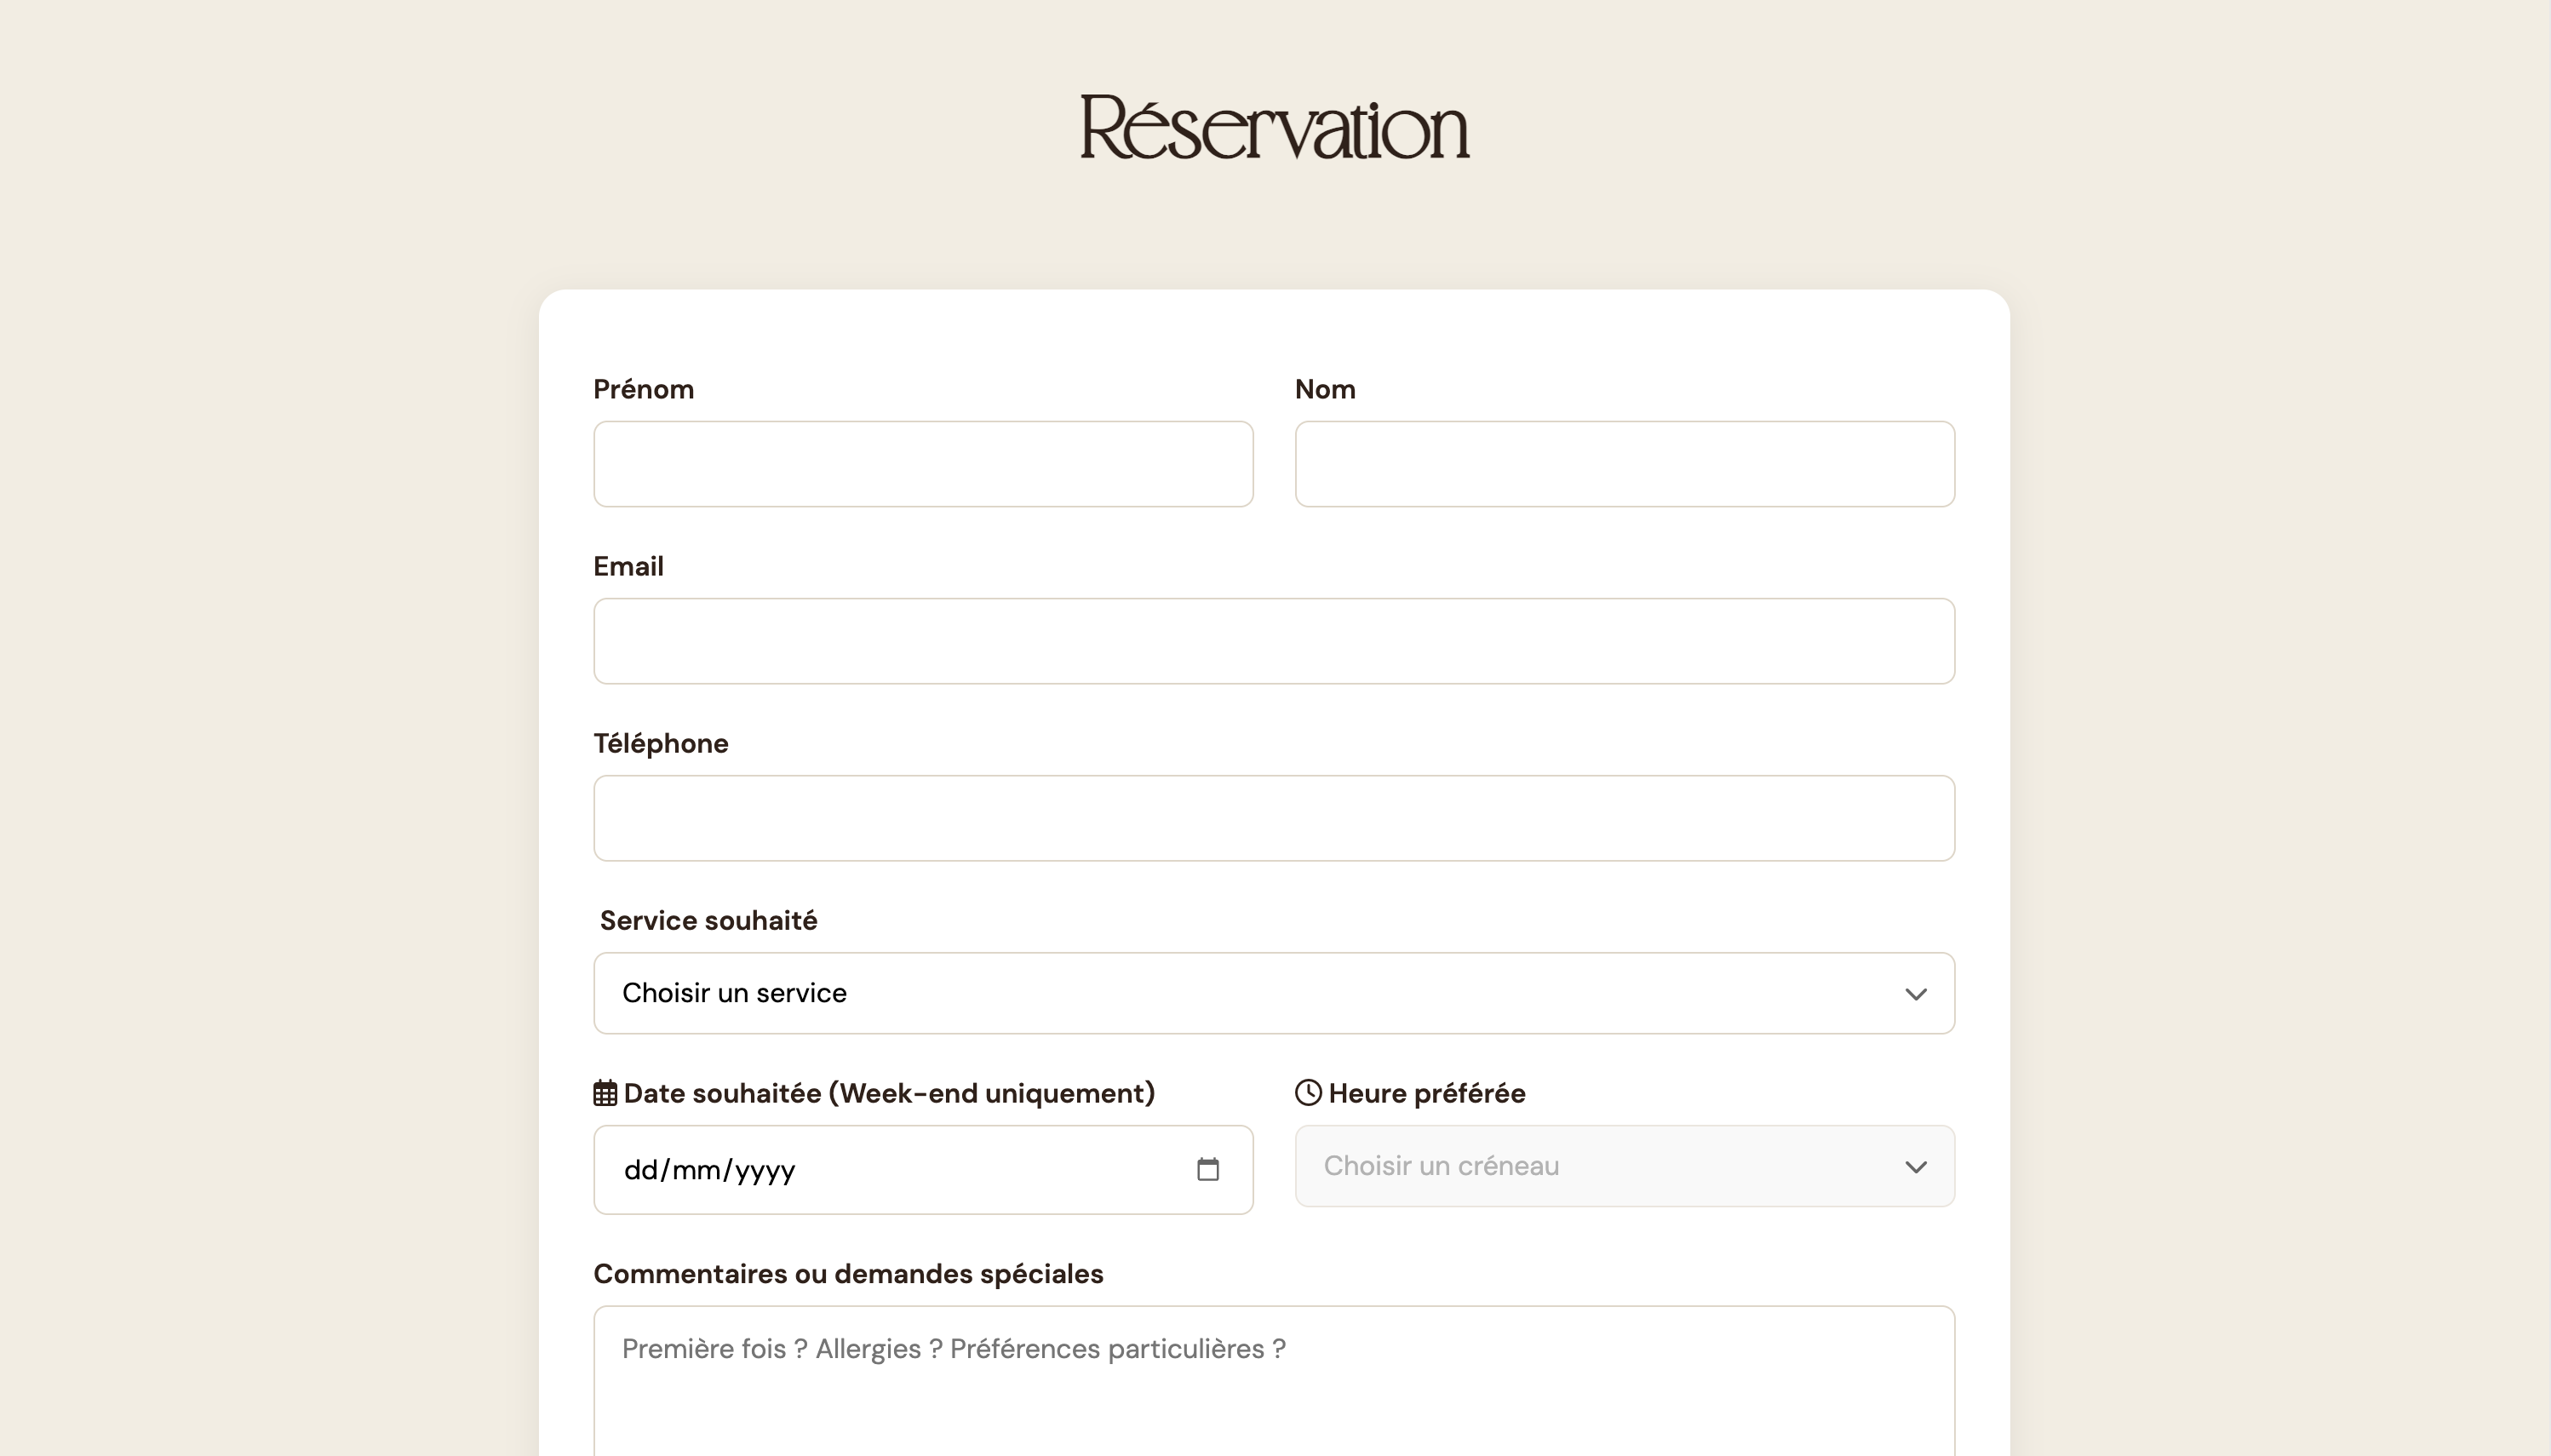 Réservation
Prénom
Nom
Email
Téléphone
Service souhaité
Choisir un service
Date souhaitée (Week-end uniquement)
Heure préférée
dd/mm/yyyy
Choisir un créneau
Commentaires ou demandes spéciales
Première fois ? Allergies ? Préférences particulières ?